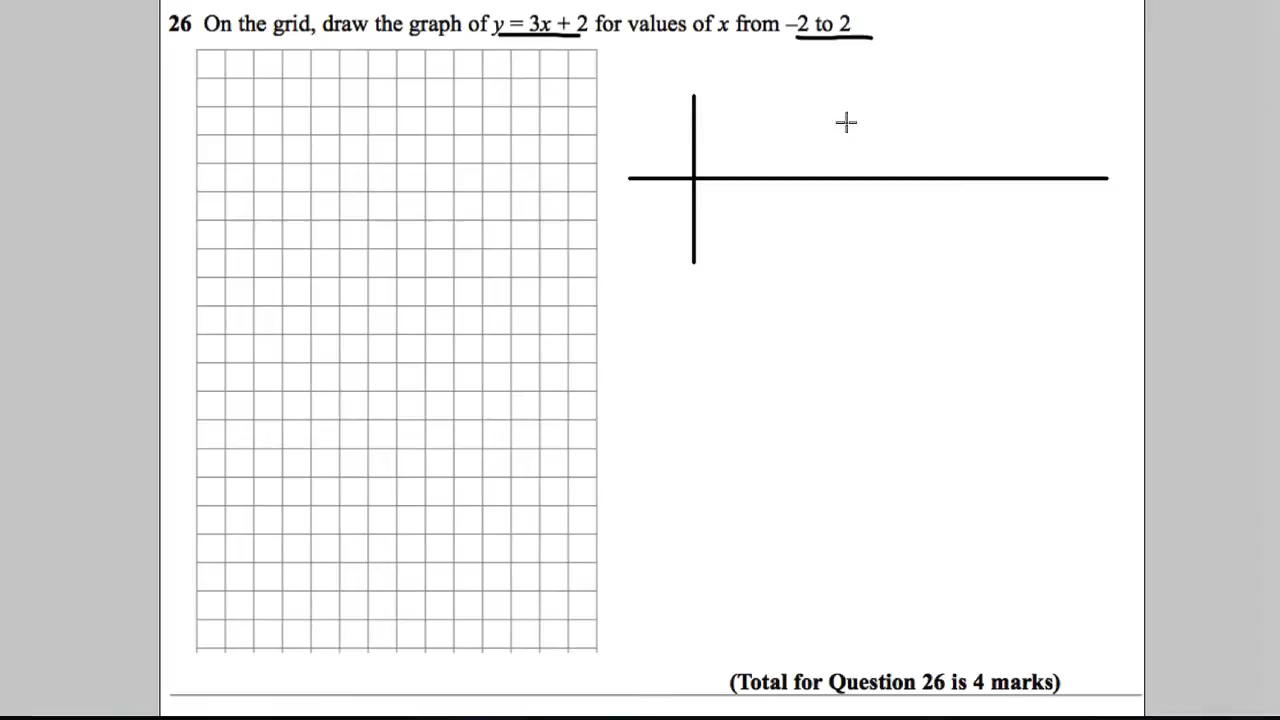 26 On the grid, draw the graph of y = 3x + 2 for values of x from –2 to 2
(Total for Question 26 is 4 marks)